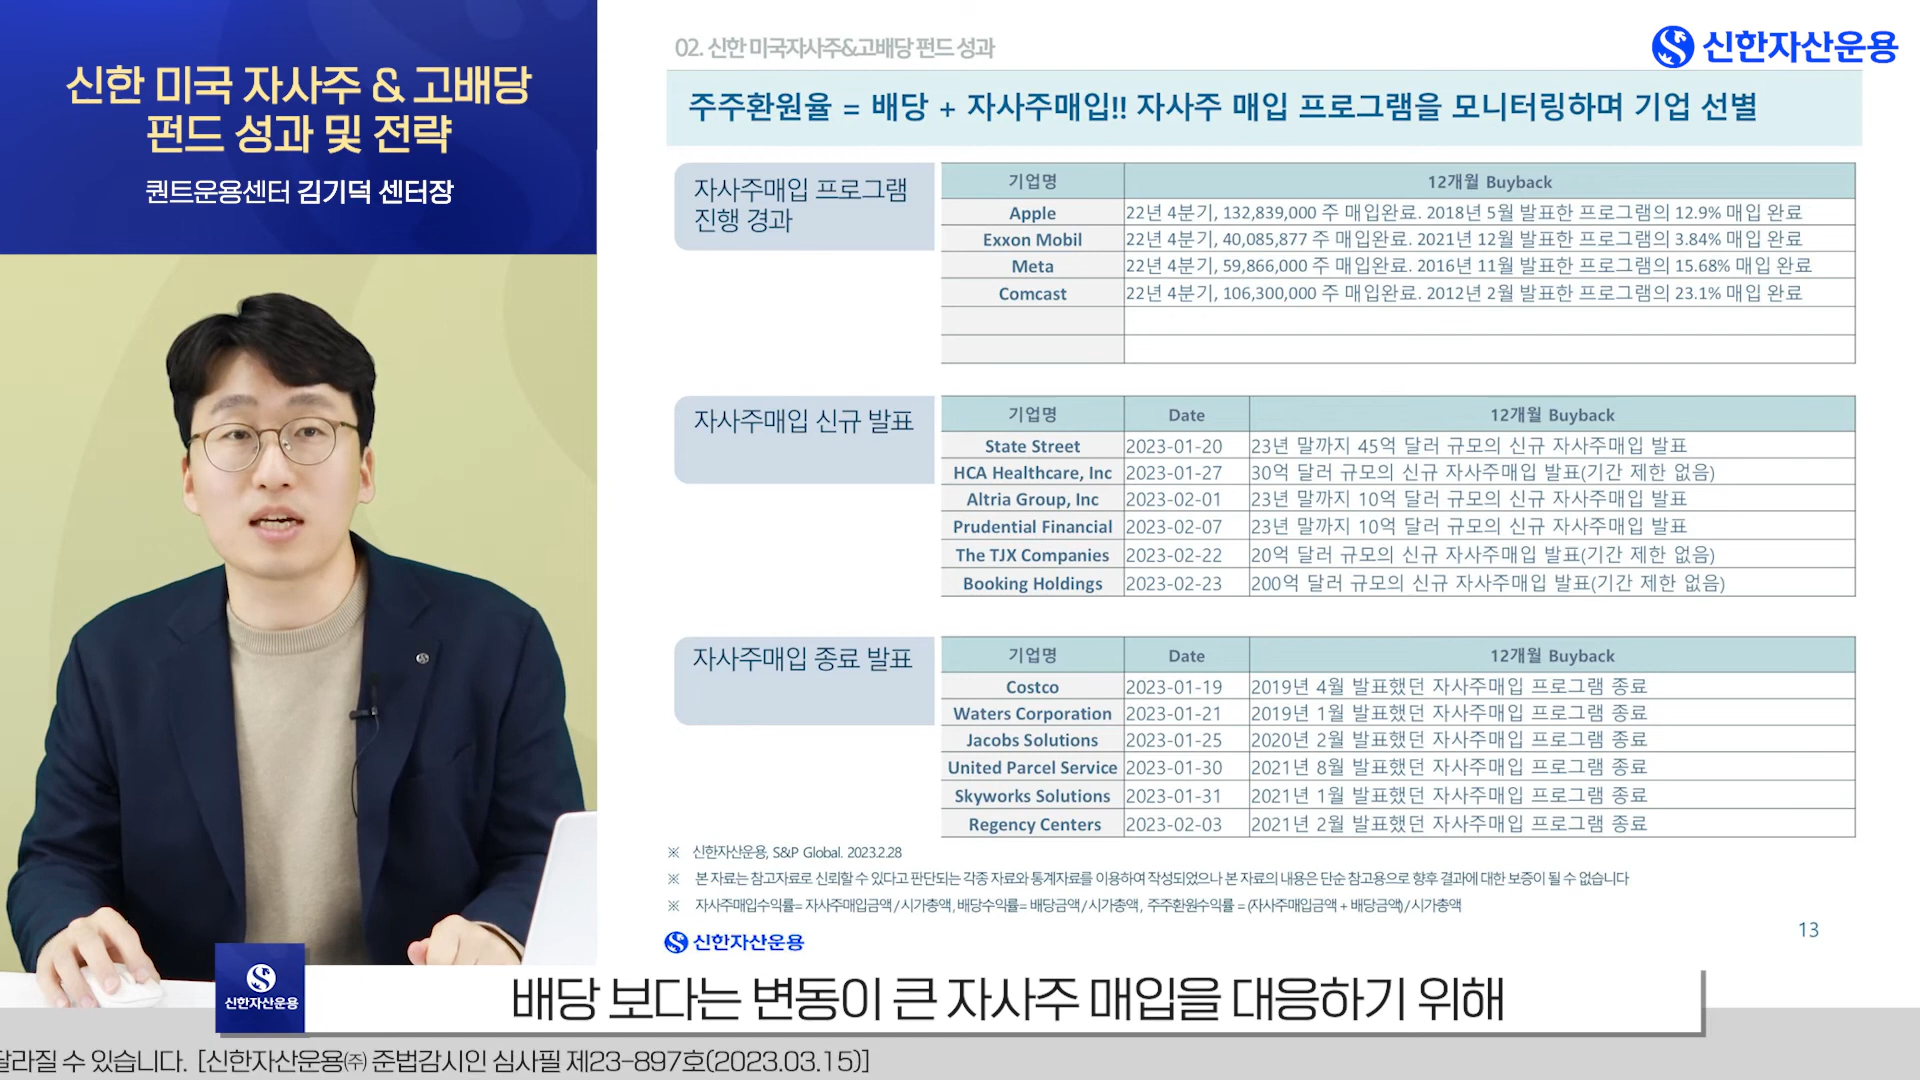 신한 미국 자사주 & 고배당
펀드 성과 및 전략
퀀트운용센터 김기덕 센터장
02. 신한 미국자사주&고배당 펀드 성과
신한자산운용
주주환원율 = 배당 + 자사주매입!! 자사주 매입 프로그램을 모니터링하며 기업 선별
자사주매입 프로그램
진행 경과
기업명 12개월 Buyback
Apple 22년 4분기, 132,839,000 주 매입완료. 2018년 5월 발표한 프로그램의 12.9% 매입 완료
Exxon Mobil 22년 4분기, 40,085,877 주 매입완료. 2021년 12월 발표한 프로그램의 3.84% 매입 완료
Meta 22년 4분기, 59,866,000 주 매입완료. 2016년 11월 발표한 프로그램의 15.68% 매입 완료
Comcast 22년 4분기, 106,300,000 주 매입완료. 2012년 2월 발표한 프로그램의 23.1% 매입 완료
자사주매입 신규 발표
기업명 Date 12개월 Buyback
State Street 2023-01-20 23년 말까지 45억 달러 규모의 신규 자사주매입 발표
HCA Healthcare, Inc 2023-01-27 30억 달러 규모의 신규 자사주매입 발표(기간 제한 없음)
Altria Group, Inc 2023-02-01 23년 말까지 10억 달러 규모의 신규 자사주매입 발표
Prudential Financial 2023-02-07 23년 말까지 10억 달러 규모의 신규 자사주매입 발표
The TJX Companies 2023-02-22 20억 달러 규모의 신규 자사주매입 발표(기간 제한 없음)
Booking Holdings 2023-02-23 200억 달러 규모의 신규 자사주매입 발표(기간 제한 없음)
자사주매입 종료 발표
기업명 Date 12개월 Buyback
Costco 2023-01-19 2019년 4월 발표했던 자사주매입 프로그램 종료
Waters Corporation 2023-01-21 2019년 1월 발표했던 자사주매입 프로그램 종료
Jacobs Solutions 2023-01-25 2020년 2월 발표했던 자사주매입 프로그램 종료
United Parcel Service 2023-01-30 2021년 8월 발표했던 자사주매입 프로그램 종료
Skyworks Solutions 2023-01-31 2021년 1월 발표했던 자사주매입 프로그램 종료
Regency Centers 2023-02-03 2021년 2월 발표했던 자사주매입 프로그램 종료
※ 신한자산운용, S&P Global. 2023.2.28
※ 본 자료는 참고자료로 신뢰할 수 있다고 판단되는 각종 자료와 통계자료를 이용하여 작성되었으나 본 자료의 내용은 단순 참고용으로 향후 결과에 대한 보증이 될 수 없습니다
※ 자사주매입수익률= 자사주매입금액 / 시가총액, 배당수익률= 배당금액 / 시가총액, 주주환원수익률 = (자사주매입금액 + 배당금액) / 시가총액
13
신한자산운용
신한자산운용
배당 보다는 변동이 큰 자사주 매입을 대응하기 위해
달라질 수 있습니다. [신한자산운용㈜ 준법감시인 심사필 제23-897호(2023.03.15)]